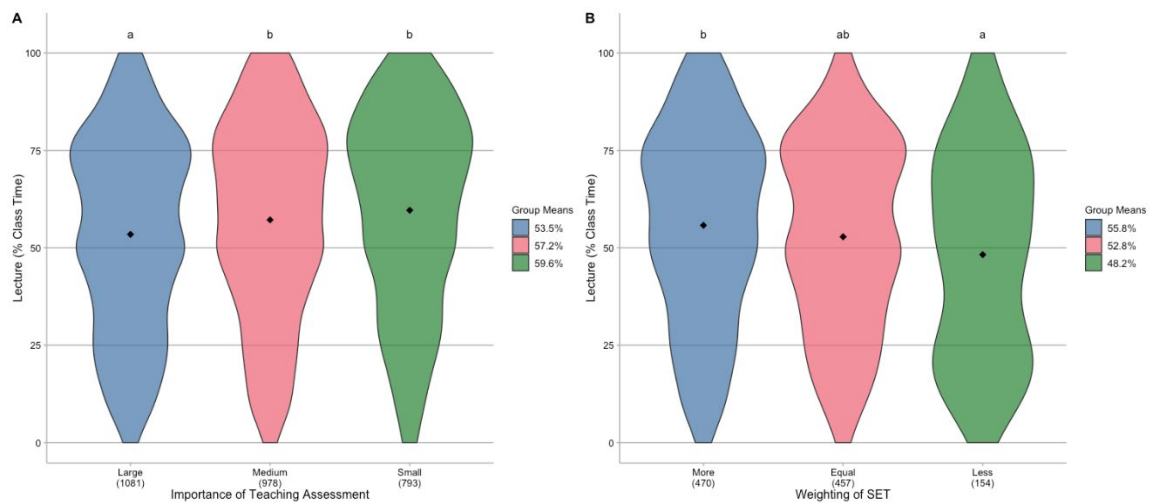 A
a b b
100
75
50
25
0
Lecture (% Class Time)
Large Medium Small
(1081) (978) (793)
Importance of Teaching Assessment
Group Means
53.5%
57.2%
59.6%
B
b ab a
100
75
50
25
0
Lecture (% Class Time)
More Equal Less
(470) (457) (154)
Weighting of SET
Group Means
55.8%
52.8%
48.2%